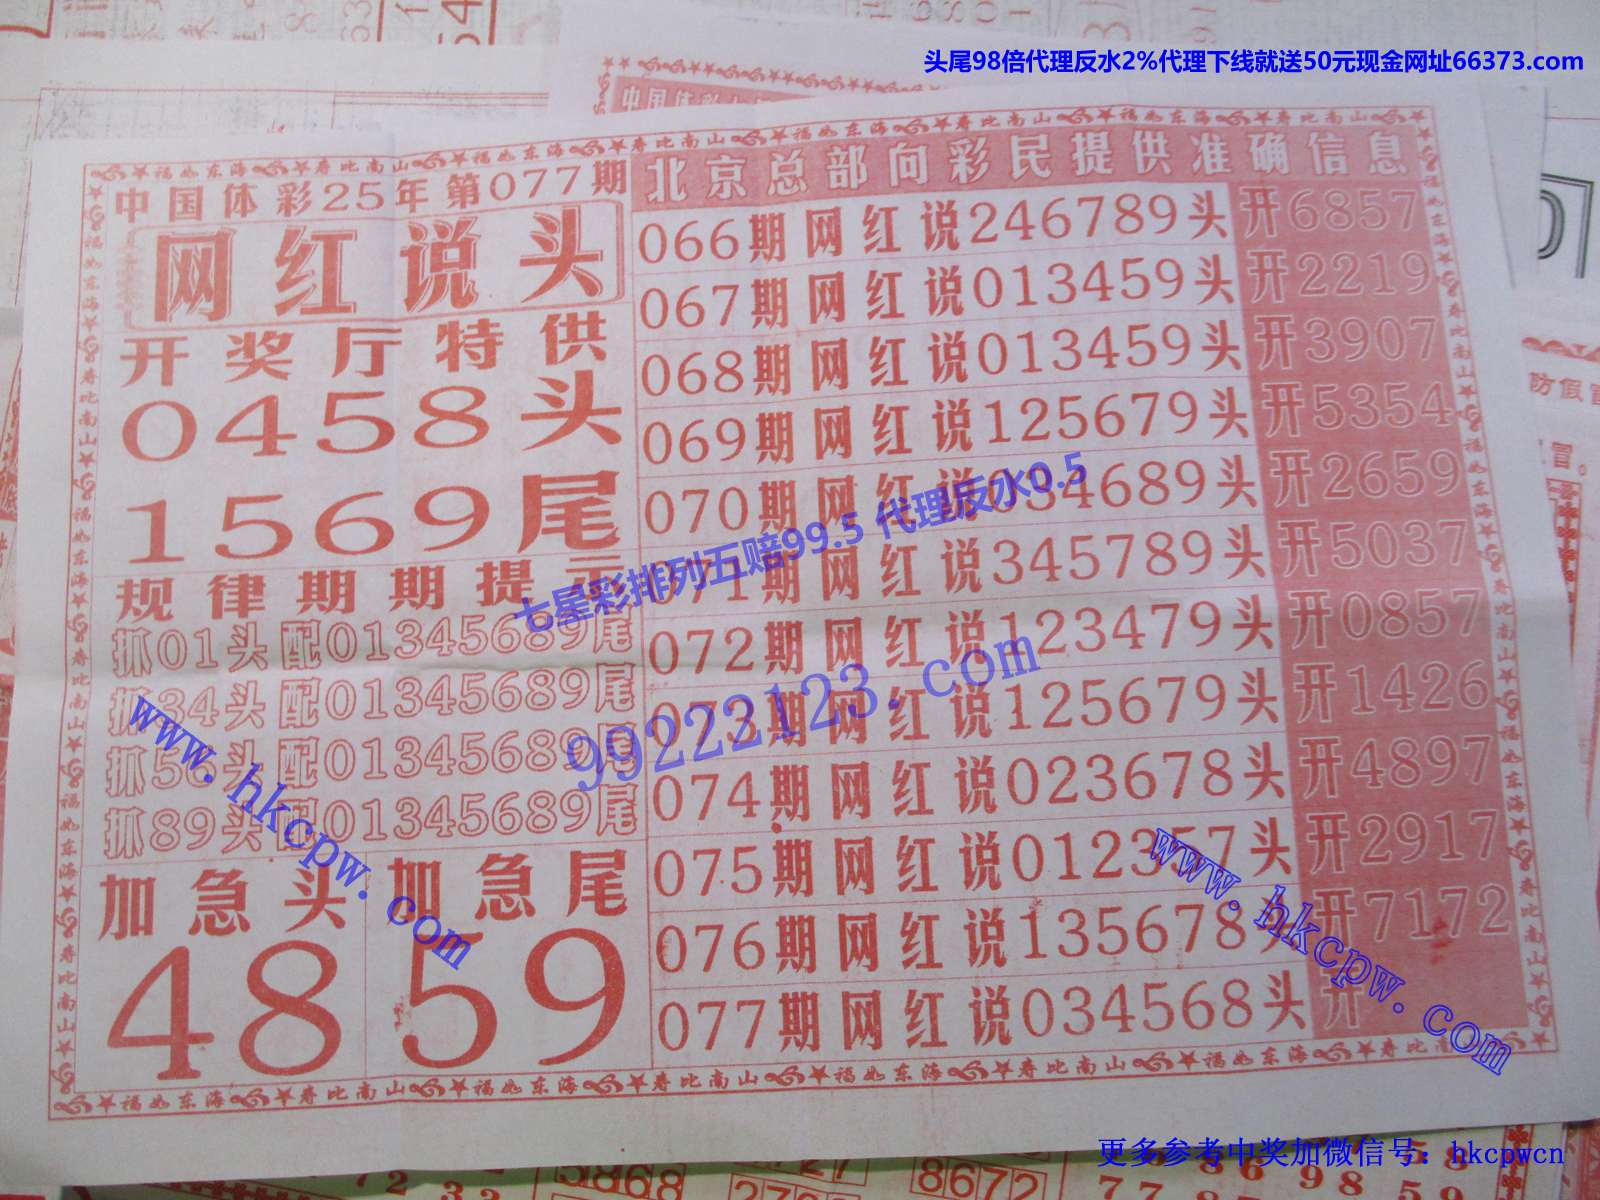 头尾98倍代理反水2%代理下线就送50元现金网址66373.com
中国体彩25年第077期
网红说头
开奖厅特供
0458头
1569尾
规律期期提示
抓01头配01345689尾
抓34头配01345689尾
抓56头配01345689尾
抓89头配01345689尾
加急头 加急尾
48 59
北京总部向彩民提供准确信息
066期网红说246789头 开6857
067期网红说013459头 开2219
068期网红说013459头 开3907
069期网红说125679头 开5354
070期网红说034689头 开2659
071期网红说345789头 开5037
072期网红说123479头 开0857
073期网红说125679头 开1426
074期网红说023678头 开4897
075期网红说012357头 开2917
076期网红说135678头 开7172
077期网红说034568头 开
福如东海 寿比南山
七星彩排列五赔99.5 代理反水0.5
99222123.com
www.hkcpw.com
www.hkcpw.com
更多参考中奖加微信号：hkcpwcn
中国体彩
防假冒
冒。
5868
8672